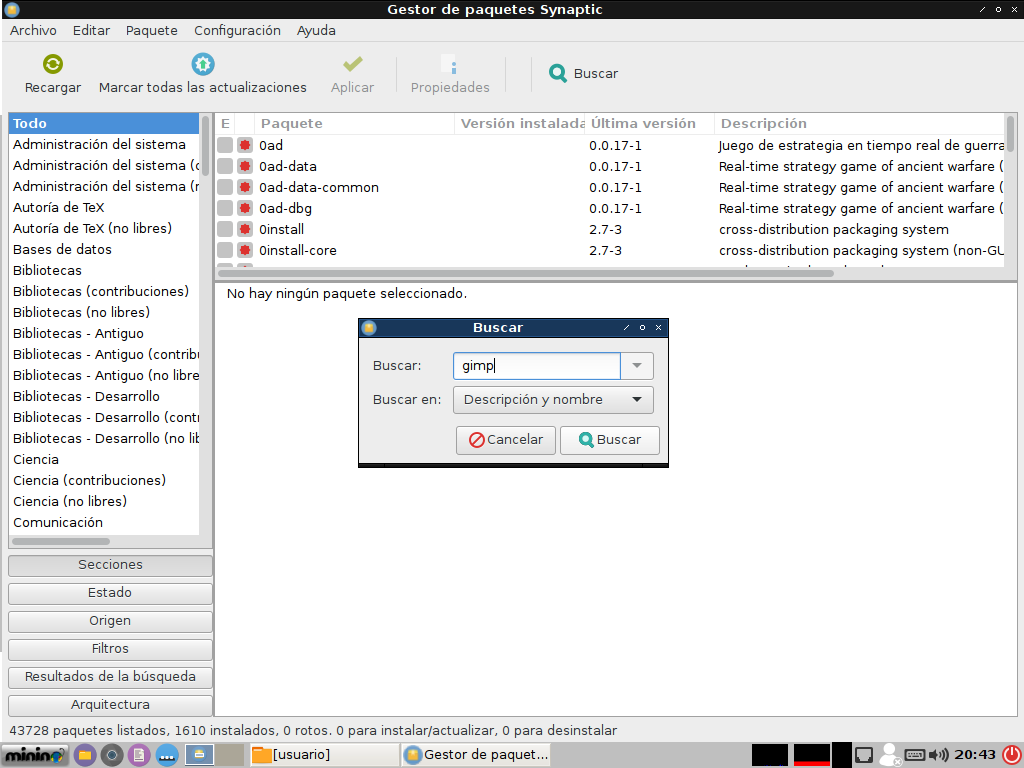 Gestor de paquetes Synaptic
Archivo Editar Paquete Configuración Ayuda
Recargar Marcar todas las actualizaciones Aplicar Propiedades Buscar
Todo
Administración del sistema
Administración del sistema (c
Administración del sistema (r
Autoría de TeX
Autoría de TeX (no libres)
Bases de datos
Bibliotecas
Bibliotecas (contribuciones)
Bibliotecas (no libres)
Bibliotecas - Antiguo
Bibliotecas - Antiguo (contribu
Bibliotecas - Antiguo (no libre
Bibliotecas - Desarrollo
Bibliotecas - Desarrollo (cont
Bibliotecas - Desarrollo (no lib
Ciencia
Ciencia (contribuciones)
Ciencia (no libres)
Comunicación
Secciones
Estado
Origen
Filtros
Resultados de la búsqueda
Arquitectura
E Paquete Versión instalada Última versión Descripción
0ad 0.0.17-1 Juego de estrategia en tiempo real de guerra
0ad-data 0.0.17-1 Real-time strategy game of ancient warfare (
0ad-data-common 0.0.17-1 Real-time strategy game of ancient warfare (
0ad-dbg 0.0.17-1 Real-time strategy game of ancient warfare (
0install 2.7-3 cross-distribution packaging system
0install-core 2.7-3 cross-distribution packaging system (non-GU
No hay ningún paquete seleccionado.
Buscar
Buscar: gimp
Buscar en: Descripción y nombre
Cancelar Buscar
43728 paquetes listados, 1610 instalados, 0 rotos. 0 para instalar/actualizar, 0 para desinstalar
minino [usuario] Gestor de paquet... 20:43